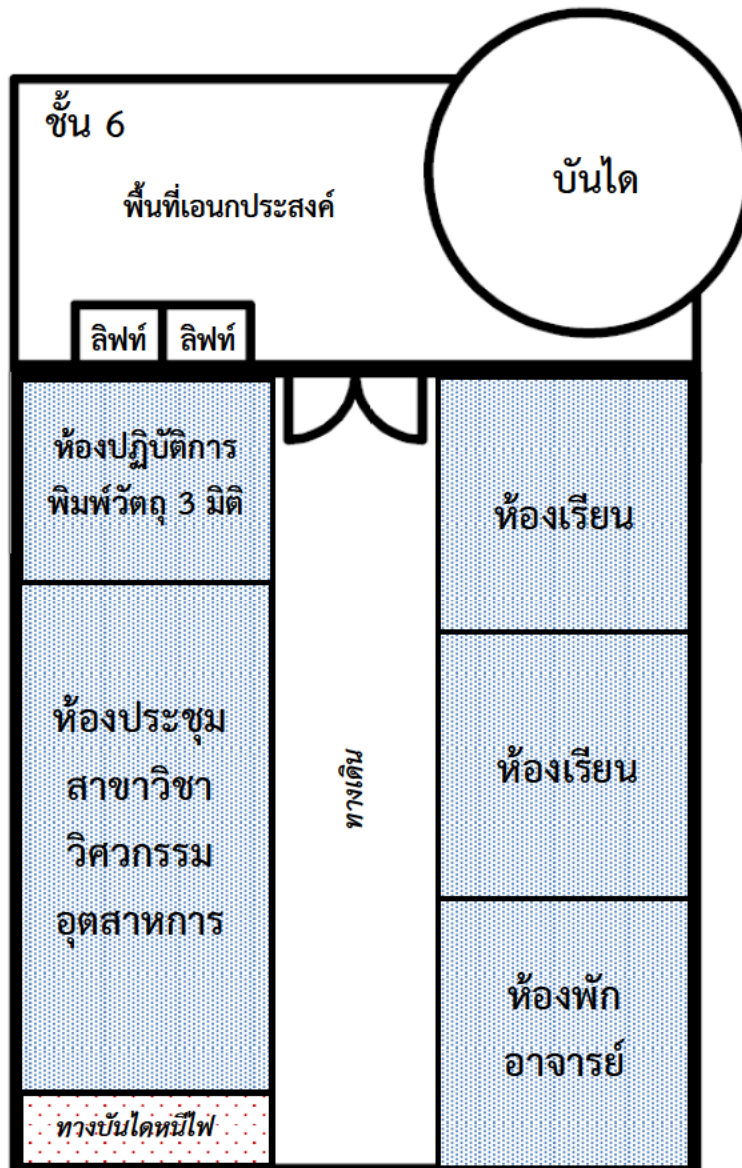 ชั้น 6
บันได
พื้นที่เอนกประสงค์
ลิฟท์
ลิฟท์
ห้องปฏิบัติการ
พิมพ์วัตถุ 3 มิติ
ห้องเรียน
ห้องประชุม
สาขาวิชา
วิศวกรรม
อุตสาหการ
ทางเดิน
ห้องเรียน
ห้องพัก
อาจารย์
ทางบันไดหนีไฟ